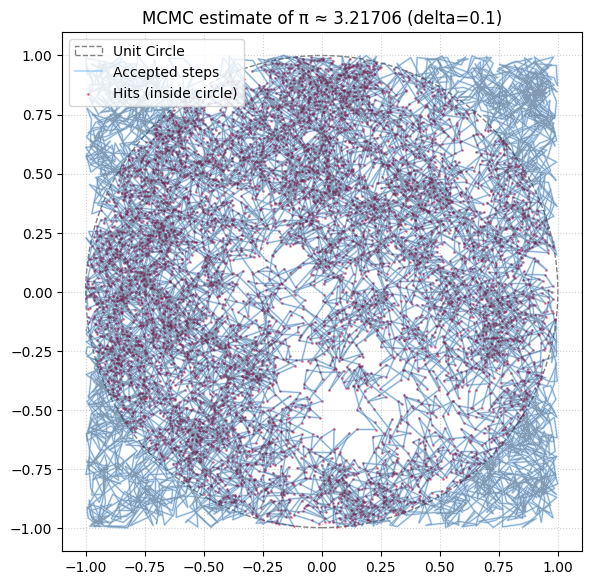 MCMC estimate of π ≈ 3.21706 (delta=0.1)
Unit Circle
Accepted steps
Hits (inside circle)
1.00
0.75
0.50
0.25
0.00
−0.25
−0.50
−0.75
−1.00
−1.00 −0.75 −0.50 −0.25 0.00 0.25 0.50 0.75 1.00